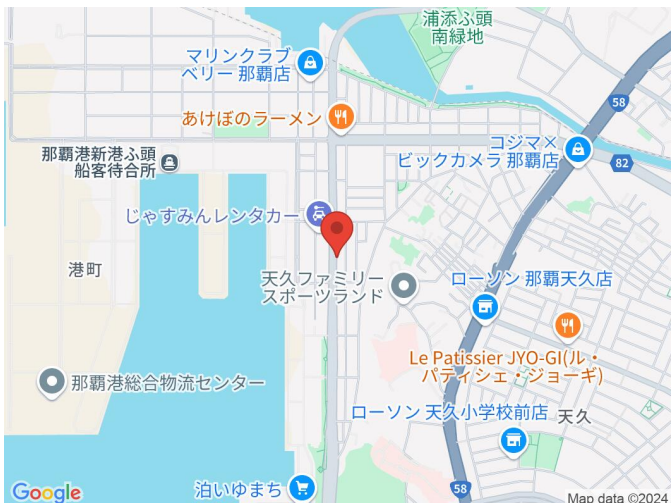 浦添ふ頭
南緑地
マリンクラブ
ベリー 那覇店
58
あけぼのラーメン
コジマ×
ビックカメラ 那覇店
那覇港新港ふ頭
船客待合所
82
じゃすみんレンタカー
港町
天久ファミリー
スポーツランド
ローソン 那覇天久店
Le Patissier JYO-GI(ル・
パティシェ・ジョーギ)
那覇港総合物流センター
ローソン 天久小学校前店
天久
泊いゆまち
58
Google
Map data ©2024